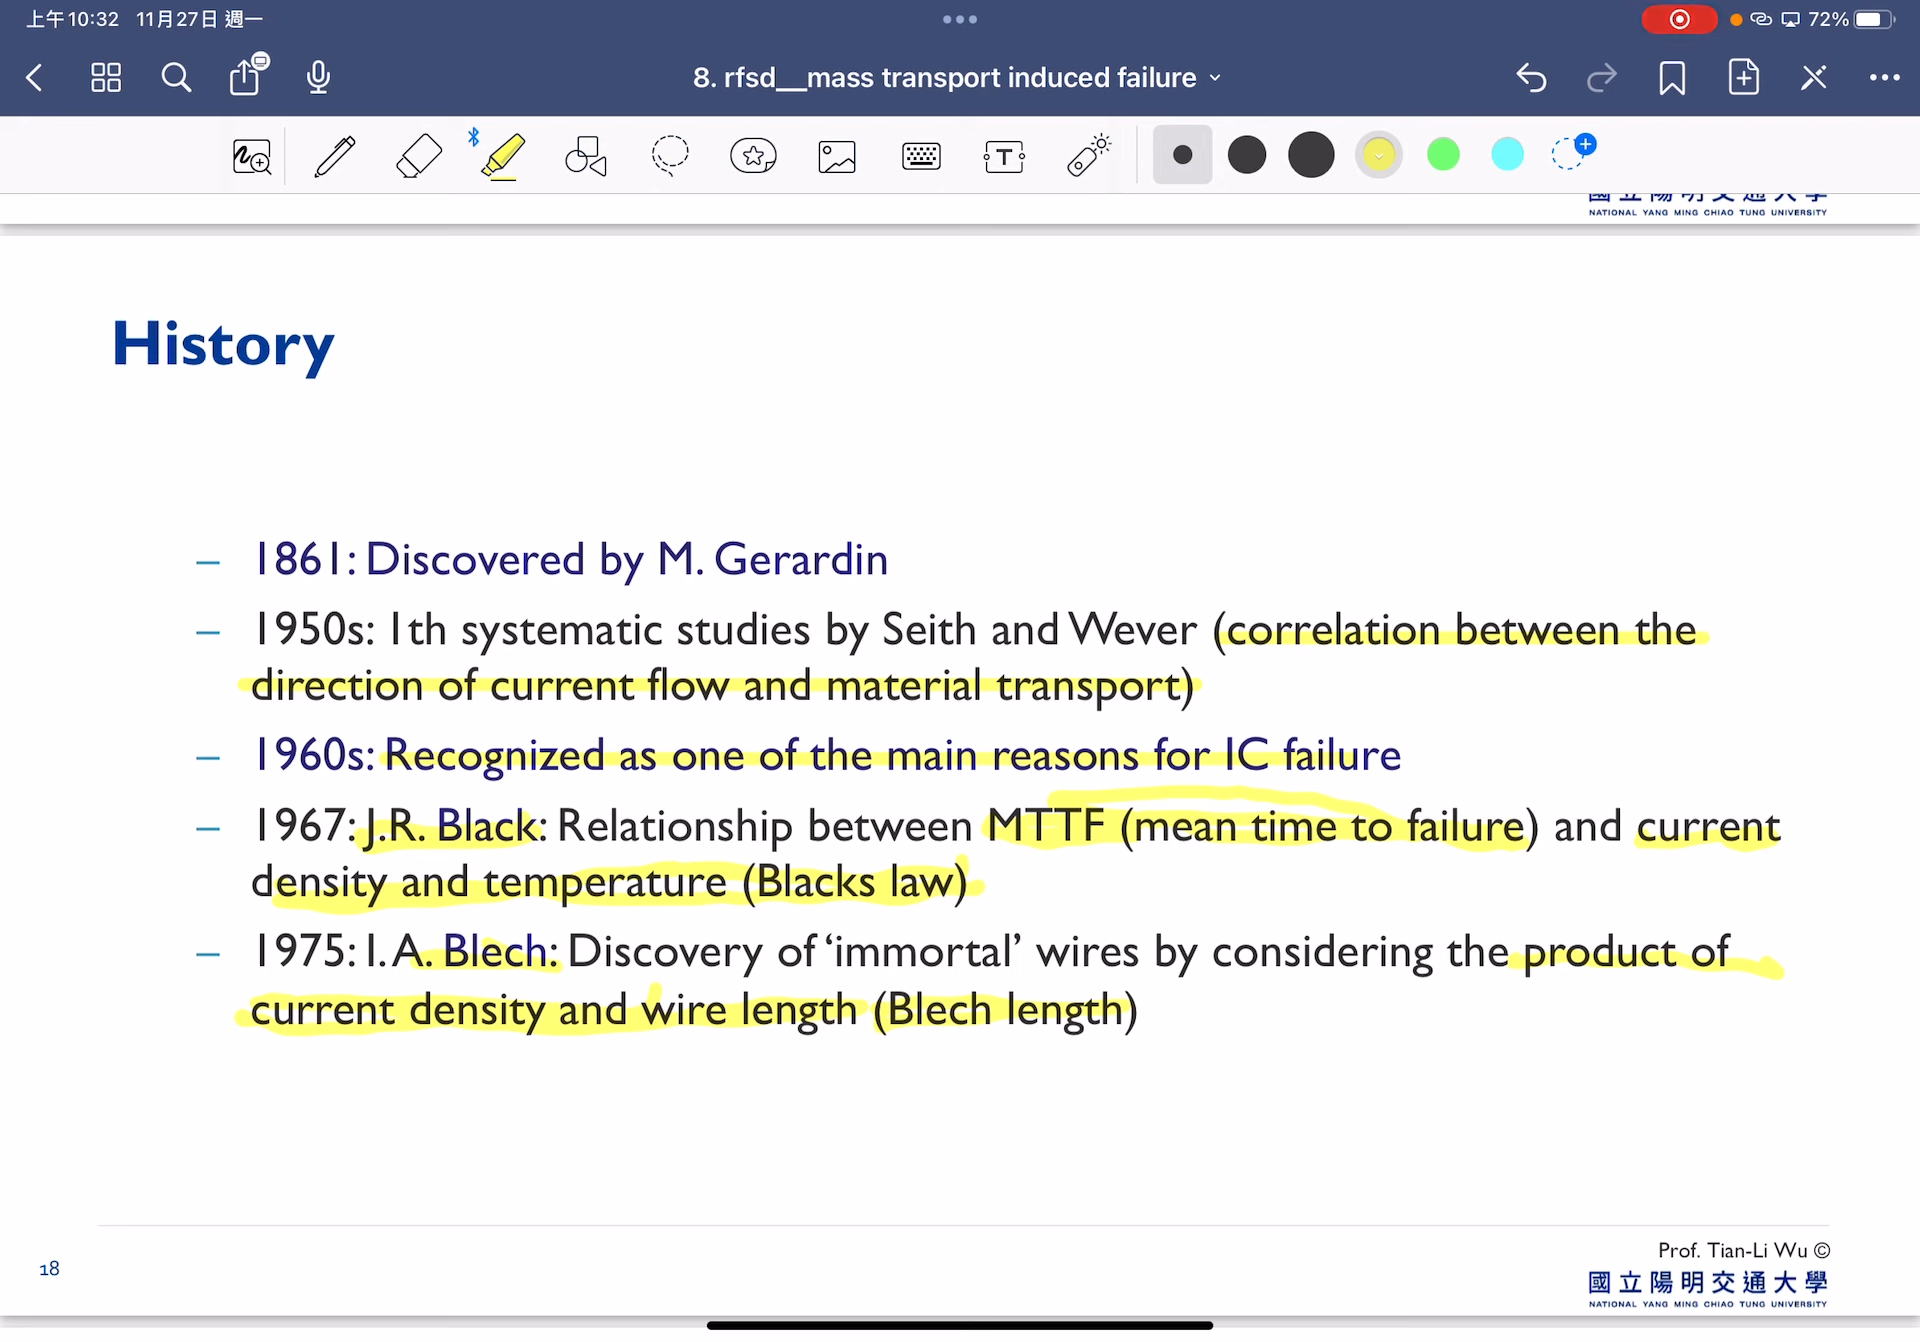 上午10:32 11月27日 週一
72%
8. rfsd__mass transport induced failure
T
NATIONAL YANG MING CHIAO TUNG UNIVERSITY
History
– 1861: Discovered by M. Gerardin
– 1950s: 1th systematic studies by Seith and Wever (correlation between the
direction of current flow and material transport)
– 1960s: Recognized as one of the main reasons for IC failure
– 1967: J.R. Black: Relationship between MTTF (mean time to failure) and current
density and temperature (Blacks law)
– 1975: I.A. Blech: Discovery of ‘immortal’ wires by considering the product of
current density and wire length (Blech length)
18
Prof. Tian-Li Wu ©
國立陽明交通大學
NATIONAL YANG MING CHIAO TUNG UNIVERSITY